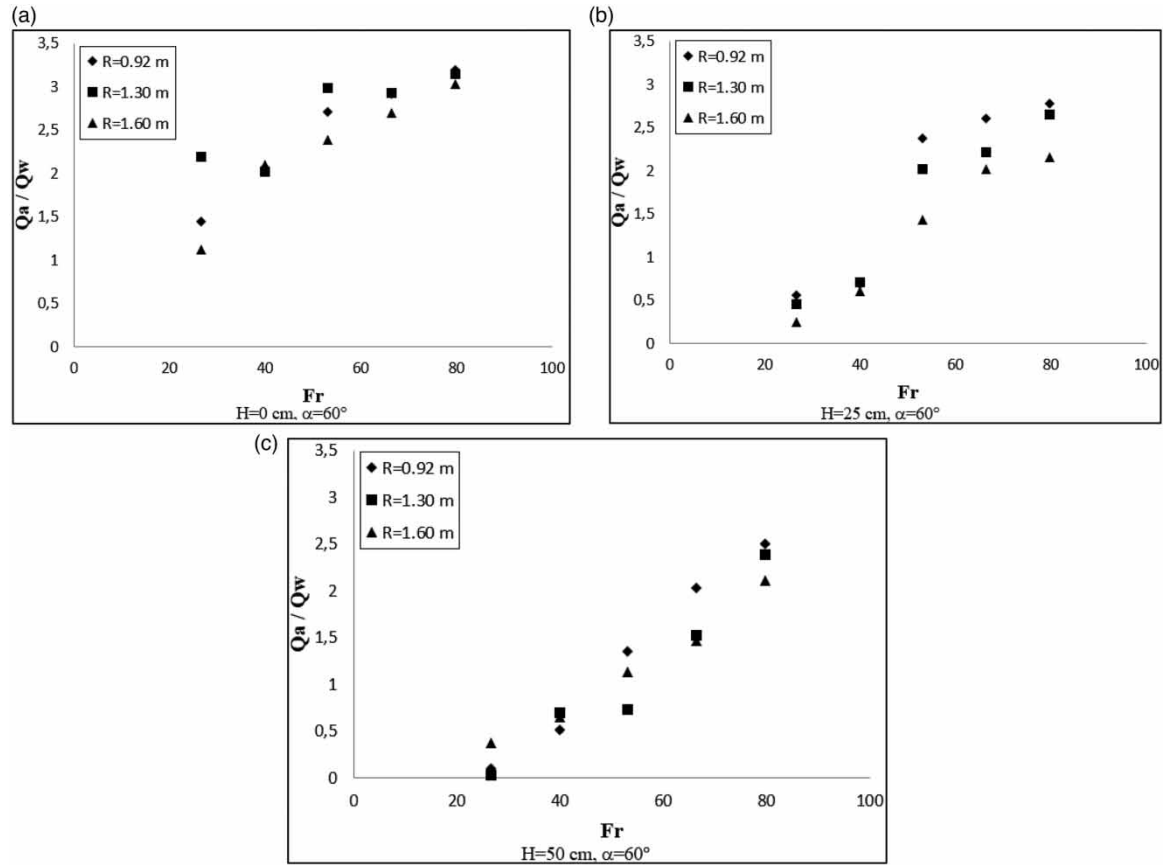 (a)
3,5
3
2,5
2
1,5
1
0,5
0
Qa / Qw
R=0.92 m
R=1.30 m
R=1.60 m
0 20 40 60 80 100
Fr
H=0 cm, α=60°
(b)
3,5
3
2,5
2
1,5
1
0,5
0
Qa / Qw
R=0.92 m
R=1.30 m
R=1.60 m
0 20 40 60 80 100
Fr
H=25 cm, α=60°
(c)
3,5
3
2,5
2
1,5
1
0,5
0
Qa / Qw
R=0.92 m
R=1.30 m
R=1.60 m
0 20 40 60 80 100
Fr
H=50 cm, α=60°